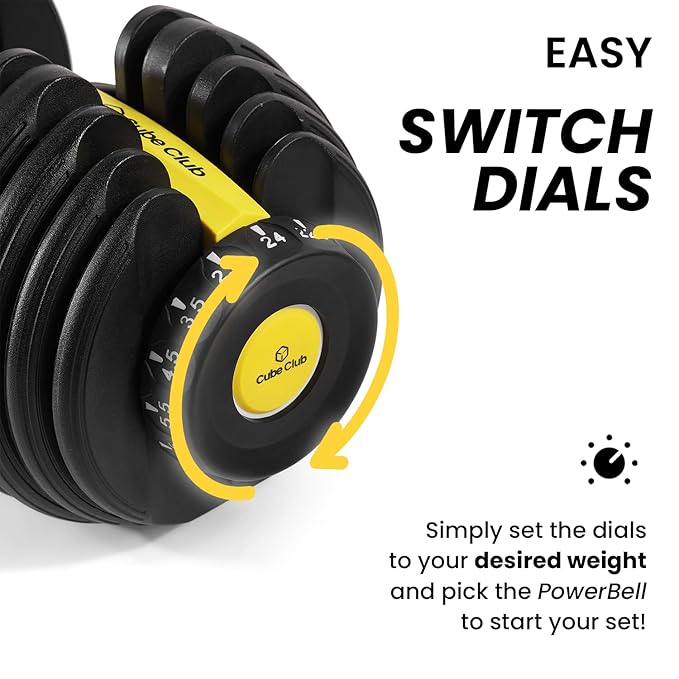 EASY
SWITCH
DIALS
Cube Club
24
3.5
4.5
5.5
Cube Club
Simply set the dials
to your desired weight
and pick the PowerBell
to start your set!